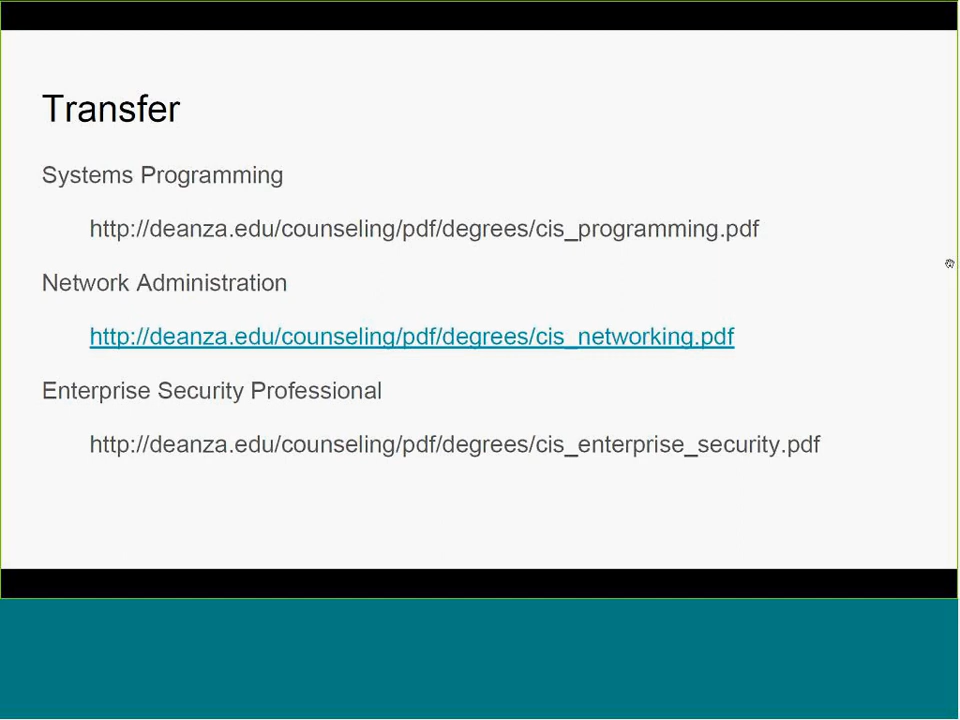 Transfer
Systems Programming
http://deanza.edu/counseling/pdf/degrees/cis_programming.pdf
Network Administration
http://deanza.edu/counseling/pdf/degrees/cis_networking.pdf
Enterprise Security Professional
http://deanza.edu/counseling/pdf/degrees/cis_enterprise_security.pdf